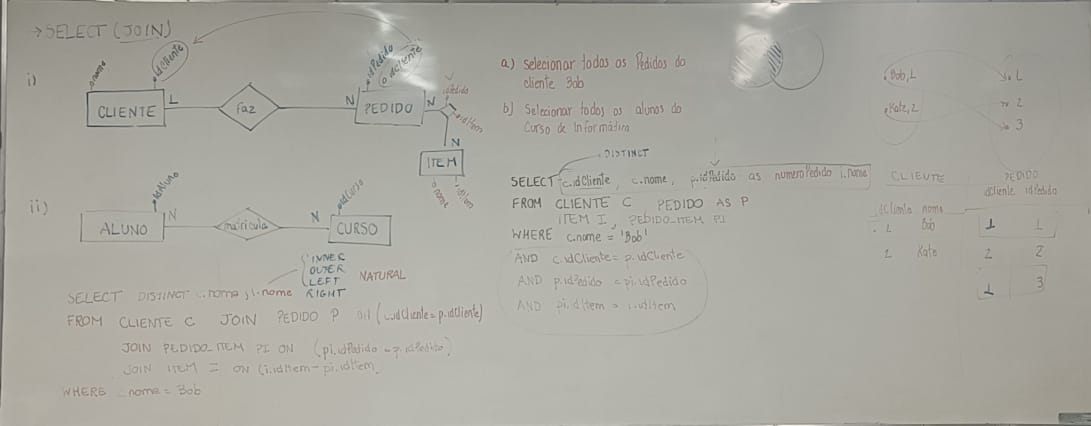 →SELECT (JOIN)
i)
nome
idCliente
CLIENTE
1
Faz
N
idPedido
idCliente
PEDIDO
N
idPedido
idItem
N
ITEM
nome
idItem
ii)
idAluno
ALUNO
N
matricula
N
idCurso
CURSO
INNER
OUTER
LEFT
RIGHT
NATURAL
SELECT DISTINCT c.nome, i.nome
FROM CLIENTE C JOIN PEDIDO P ON (c.idCliente = p.idCliente)
JOIN PEDIDO_ITEM PI ON (pi.idPedido = p.idPedido)
JOIN ITEM I ON (i.idItem = pi.idItem
WHERE c.nome = Bob
a) Selecionar todos os Pedidos do
cliente Bob
b) Selecionar todos os alunos do
Curso de Informática
DISTINCT
SELECT c.idCliente, c.nome, p.idPedido as numeroPedido i.nome
FROM CLIENTE C PEDIDO AS P
ITEM I, PEDIDO_ITEM PI
WHERE c.nome = 'Bob'
AND c.idCliente = p.idCliente
AND p.idPedido = pi.idPedido
AND pi.idItem = i.idItem
Bob, 1
Kate, 2
1
2
3
CLIENTE
idCliente nome
1 Bob
2 Kate
PEDIDO
idCliente idPedido
1 1
2 2
1 3